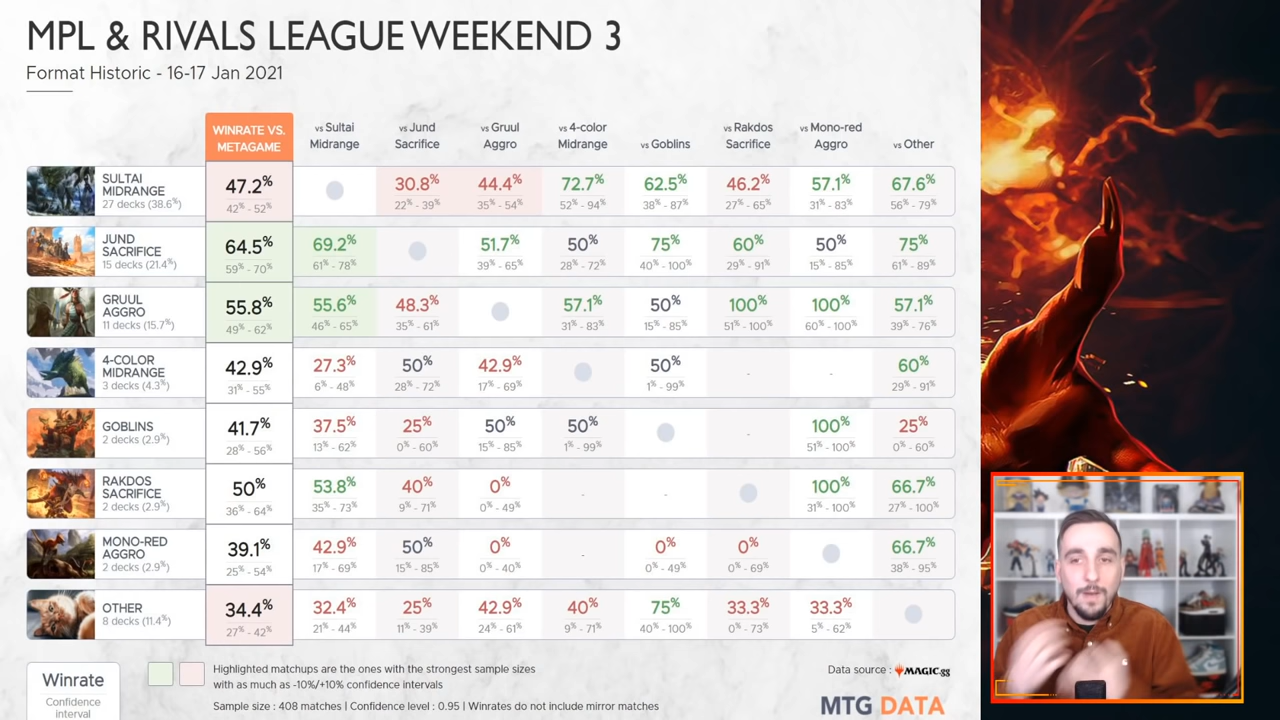 MPL & RIVALS LEAGUE WEEKEND 3
Format Historic - 16-17 Jan 2021
WINRATE VS. METAGAME
vs Sultai Midrange
vs Jund Sacrifice
vs Gruul Aggro
vs 4-color Midrange
vs Goblins
vs Rakdos Sacrifice
vs Mono-red Aggro
vs Other
SULTAI MIDRANGE
27 decks (38.6%)
47.2% 30.8% 44.4% 72.7% 62.5% 46.2% 57.1% 67.6%
42% - 52% 22% - 39% 35% - 54% 52% - 94% 38% - 87% 27% - 65% 31% - 83% 56% - 79%
JUND SACRIFICE
15 decks (21.4%)
64.5% 69.2% 51.7% 50% 75% 60% 50% 75%
59% - 70% 61% - 78% 39% - 65% 28% - 72% 40% - 100% 29% - 91% 15% - 85% 61% - 89%
GRUUL AGGRO
11 decks (15.7%)
55.8% 55.6% 48.3% 57.1% 50% 100% 100% 57.1%
49% - 62% 46% - 65% 35% - 61% 31% - 83% 15% - 85% 51% - 100% 60% - 100% 39% - 76%
4-COLOR MIDRANGE
3 decks (4.3%)
42.9% 27.3% 50% 42.9% 50% - - 60%
31% - 55% 6% - 48% 28% - 72% 17% - 69% 1% - 99% 29% - 91%
GOBLINS
2 decks (2.9%)
41.7% 37.5% 25% 50% 50% - 100% 25%
28% - 56% 13% - 62% 0% - 60% 15% - 85% 1% - 99% 51% - 100% 0% - 60%
RAKDOS SACRIFICE
2 decks (2.9%)
50% 53.8% 40% 0% - - 100% 66.7%
36% - 64% 35% - 73% 9% - 71% 0% - 49% 31% - 100% 27% - 100%
MONO-RED AGGRO
2 decks (2.9%)
39.1% 42.9% 50% 0% - 0% 0% 66.7%
25% - 54% 17% - 69% 15% - 85% 0% - 40% 0% - 49% 0% - 69% 38% - 95%
OTHER
8 decks (11.4%)
34.4% 32.4% 25% 42.9% 40% 75% 33.3% 33.3%
27% - 42% 21% - 44% 11% - 39% 24% - 61% 9% - 71% 40% - 100% 0% - 73% 5% - 62%
Winrate
Confidence
interval
Highlighted matchups are the ones with the strongest sample sizes
with as much as -10%/+10% confidence intervals
Sample size : 408 matches | Confidence level : 0.95 | Winrates do not include mirror matches
Data source : MAGIC.gg
MTG DATA